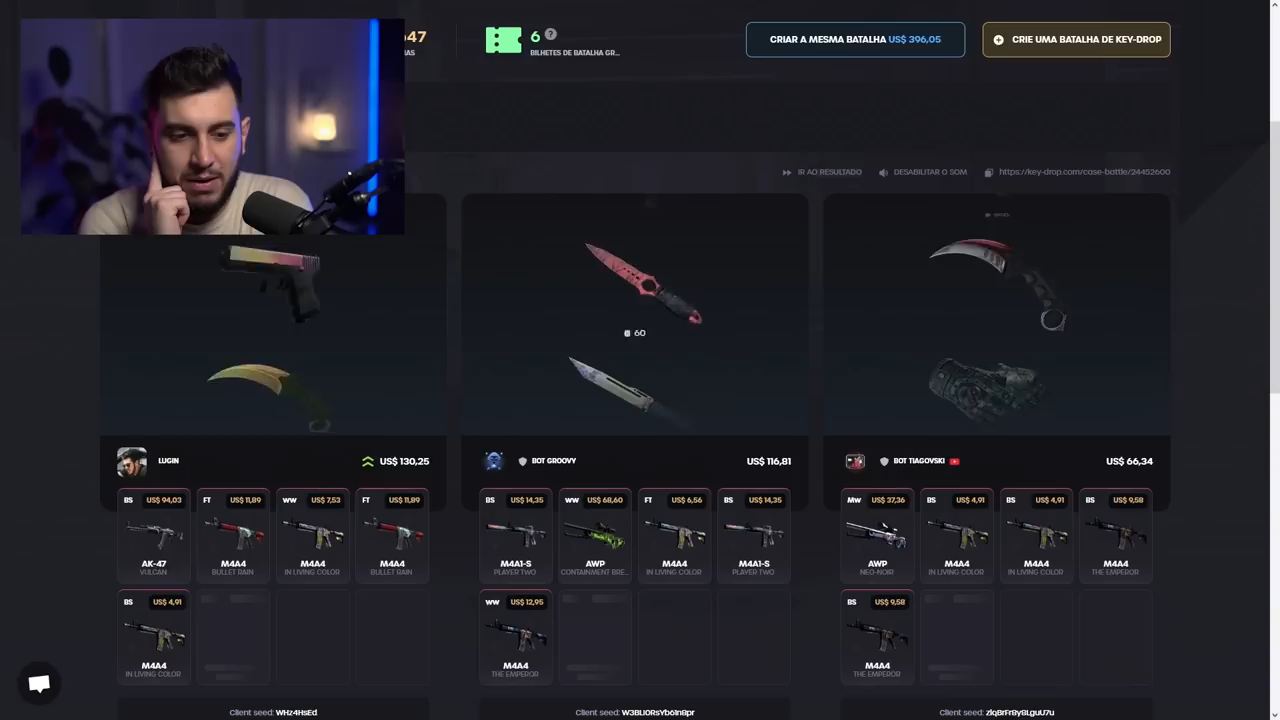 647
6 ?
AS
BILHETES DE BATALHA GR...
CRIAR A MESMA BATALHA US$ 396,05
CRIE UMA BATALHA DE KEY-DROP
IR AO RESULTADO
DESABILITAR O SOM
https://key-drop.com/case-battle/24452600
60
LUGIN
US$ 130,25
BOT GROOVY
US$ 116,81
BOT TIAGOVSKI
US$ 66,34
BS US$ 94,03
FT US$ 11,89
WW US$ 7,53
FT US$ 11,89
BS US$ 14,35
WW US$ 68,60
FT US$ 6,56
BS US$ 14,35
MW US$ 37,36
BS US$ 4,91
BS US$ 4,91
BS US$ 9,58
AK-47
VULCAN
M4A4
BULLET RAIN
M4A4
IN LIVING COLOR
M4A4
BULLET RAIN
M4A1-S
PLAYER TWO
AWP
CONTAINMENT BRE...
M4A4
IN LIVING COLOR
M4A1-S
PLAYER TWO
AWP
NEO-NOIR
M4A4
IN LIVING COLOR
M4A4
IN LIVING COLOR
M4A4
THE EMPEROR
BS US$ 4,91
WW US$ 12,95
BS US$ 9,58
M4A4
IN LIVING COLOR
M4A4
THE EMPEROR
M4A4
THE EMPEROR
Client seed: WHz4HsEd
Client seed:
Client seed: